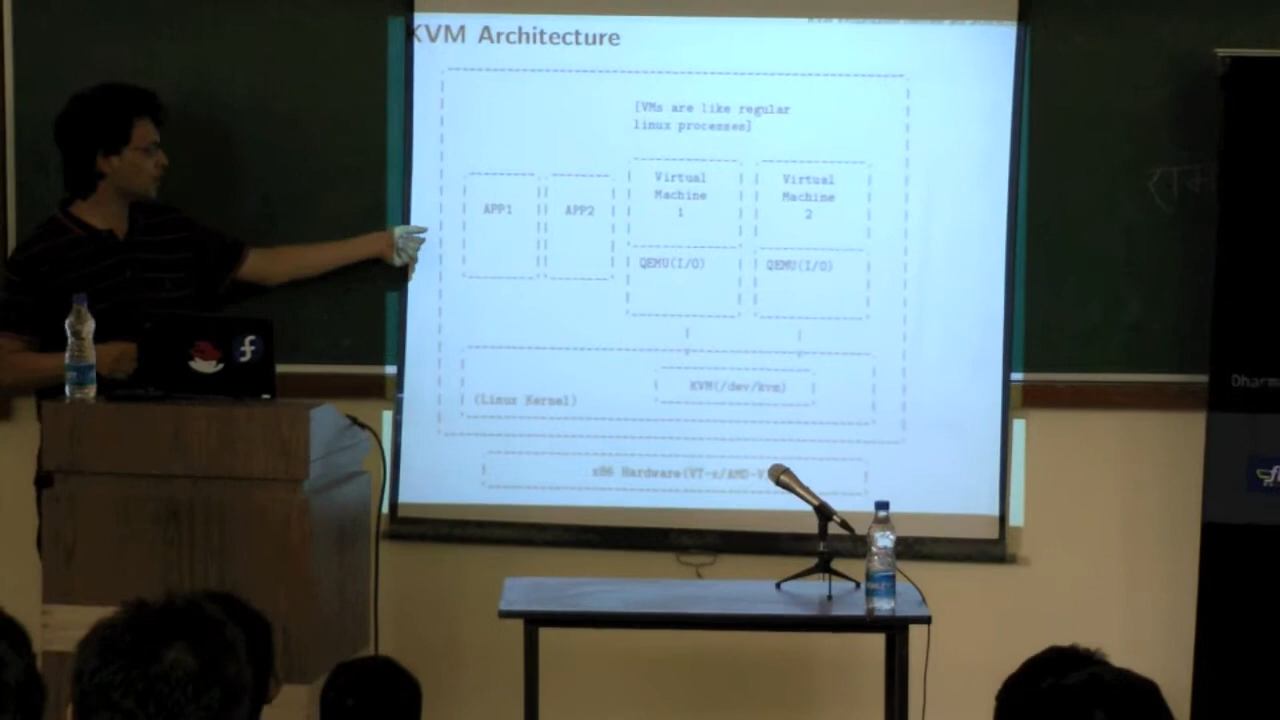 KVM Architecture
[VMs are like regular
linux processes]
APP1
APP2
Virtual
Machine
1
QEMU(I/O)
Virtual
Machine
2
QEMU(I/O)
KVM(/dev/kvm)
(Linux Kernel)
x86 Hardware(VT-x/AMD-V